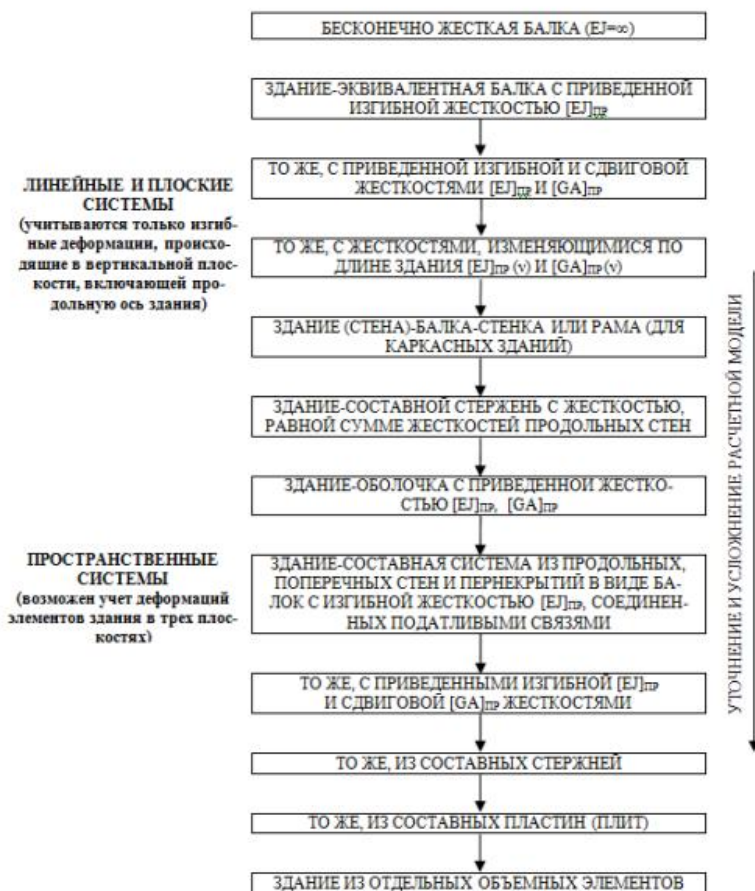 БЕСКОНЕЧНО ЖЕСТКАЯ БАЛКА (EJ=∞)
ЗДАНИЕ-ЭКВИВАЛЕНТНАЯ БАЛКА С ПРИВЕДЕННОЙ
ИЗГИБНОЙ ЖЕСТКОСТЬЮ [EJ]ПР
ТО ЖЕ, С ПРИВЕДЕННОЙ ИЗГИБНОЙ И СДВИГОВОЙ
ЖЕСТКОСТЯМИ [EJ]ПР И [GA]ПР
ТО ЖЕ, С ЖЕСТКОСТЯМИ, ИЗМЕНЯЮЩИМИСЯ ПО
ДЛИНЕ ЗДАНИЯ [EJ]ПР (v) И [GA]ПР (v)
ЗДАНИЕ (СТЕНА)-БАЛКА-СТЕНКА ИЛИ РАМА (ДЛЯ
КАРКАСНЫХ ЗДАНИЙ)
ЗДАНИЕ-СОСТАВНОЙ СТЕРЖЕНЬ С ЖЕСТКОСТЬЮ,
РАВНОЙ СУММЕ ЖЕСТКОСТЕЙ ПРОДОЛЬНЫХ СТЕН
ЗДАНИЕ-ОБОЛОЧКА С ПРИВЕДЕННОЙ ЖЕСТКО-
СТЬЮ [EJ]ПР, [GA]ПР
ЗДАНИЕ-СОСТАВНАЯ СИСТЕМА ИЗ ПРОДОЛЬНЫХ,
ПОПЕРЕЧНЫХ СТЕН И ПЕРНЕКРЫТИЙ В ВИДЕ БА-
ЛОК С ИЗГИБНОЙ ЖЕСТКОСТЬЮ [EJ]ПР, СОЕДИНЕН-
НЫХ ПОДАТЛИВЫМИ СВЯЗЯМИ
ТО ЖЕ, С ПРИВЕДЕННЫМИ ИЗГИБНОЙ [EJ]ПР
И СДВИГОВОЙ [GA]ПР ЖЕСТКОСТЯМИ
ТО ЖЕ, ИЗ СОСТАВНЫХ СТЕРЖНЕЙ
ТО ЖЕ, ИЗ СОСТАВНЫХ ПЛАСТИН (ПЛИТ)
ЗДАНИЕ ИЗ ОТДЕЛЬНЫХ ОБЪЕМНЫХ ЭЛЕМЕНТОВ
ЛИНЕЙНЫЕ И ПЛОСКИЕ
СИСТЕМЫ
(учитываются только изгиб-
ные деформации, происхо-
дящие в вертикальной плос-
кости, включающей про-
дольную ось здания)
ПРОСТРАНСТВЕННЫЕ
СИСТЕМЫ
(возможен учет деформаций
элементов здания в трех плос-
костях)
УТОЧНЕНИЕ И УСЛОЖНЕНИЕ РАСЧЕТНОЙ МОДЕЛИ